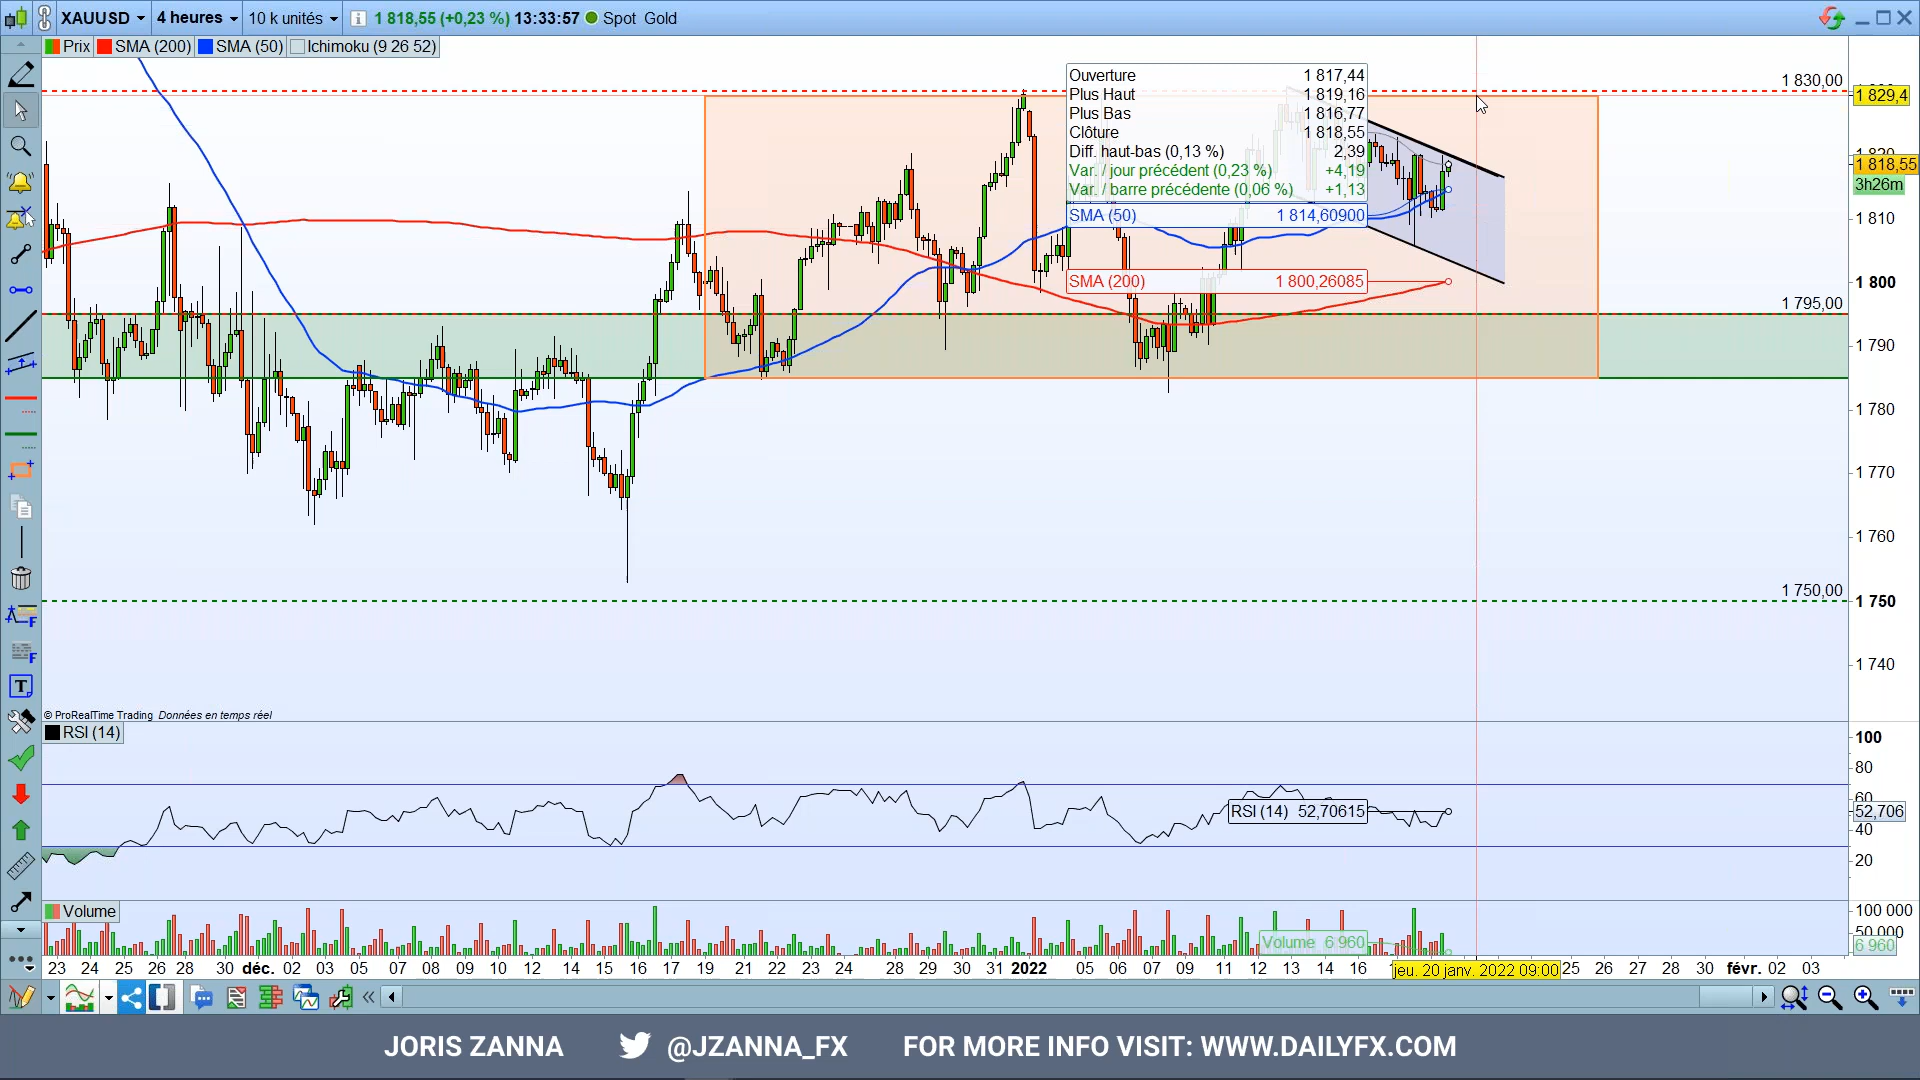 XAUUSD 4 heures 10 k unités 1 818,55 (+0,23 %) 13:33:57 Spot Gold
Prix SMA (200) SMA (50) Ichimoku (9 26 52)
Ouverture 1 817,44
Plus Haut 1 819,16
Plus Bas 1 816,77
Clôture 1 818,55
Diff. haut-bas (0,13 %) 2,39
Var. / jour précédent (0,23 %) +4,19
Var. / barre précédente (0,06 %) +1,13
SMA (50) 1 814,60900
SMA (200) 1 800,26085
1 830,00
1 829,4
1 818,55
3h26m
1 810
1 800
1 795,00
1 790
1 780
1 770
1 760
1 750,00
1 750
1 740
© ProRealTime Trading Données en temps réel
RSI (14)
100
80
60
RSI (14) 52,70615
52,706
40
20
Volume
100 000
50 000
Volume 6 960
6 960
23 24 25 26 28 30 déc. 02 03 05 07 08 09 10 12 14 15 16 17 19 21 22 24 28 29 30 31 2022 05 06 07 09 11 12 13 14 16 jeu. 20 janv. 2022 09:00 25 26 27 28 30 févr. 02 03
JORIS ZANNA @JZANNA_FX FOR MORE INFO VISIT: WWW.DAILYFX.COM